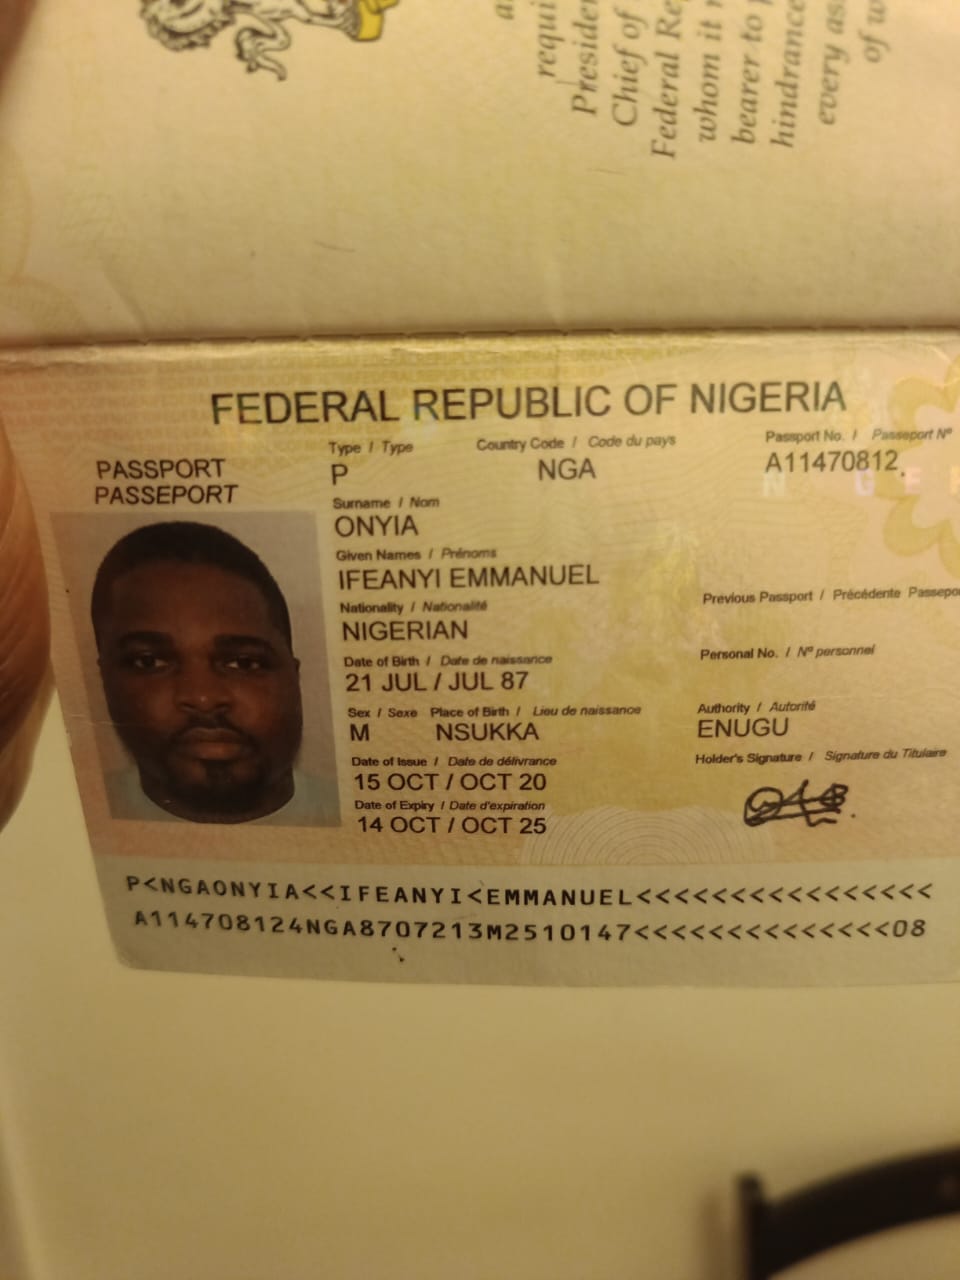 requi
Presiden
Chief of
Federal Re
whom it
bearer to
hindrance
every as
of w
FEDERAL REPUBLIC OF NIGERIA
PASSPORT
PASSEPORT
Type / Type
Country Code / Code du pays
Passport No. / Passeport Nº
P
NGA
A11470812
Surname / Nom
ONYIA
Given Names / Prénoms
IFEANYI EMMANUEL
Previous Passport / Précédente Passepo
Nationality / Nationalité
NIGERIAN
Personal No. / Nº personnel
Date of Birth / Date de naissance
21 JUL / JUL 87
Sex / Sexe Place of Birth / Lieu de naissance
M NSUKKA
Authority / Autorité
ENUGU
Date of Issue / Date de délivrance
15 OCT / OCT 20
Holder's Signature / Signature du Titulaire
Date of Expiry / Date d'expiration
14 OCT / OCT 25
P<NGAONYIA<<IFEANYI<EMMANUEL<<<<<<<<<<<<<<<<
A114708124NGA8707213M2510147<<<<<<<<<<<<<<08